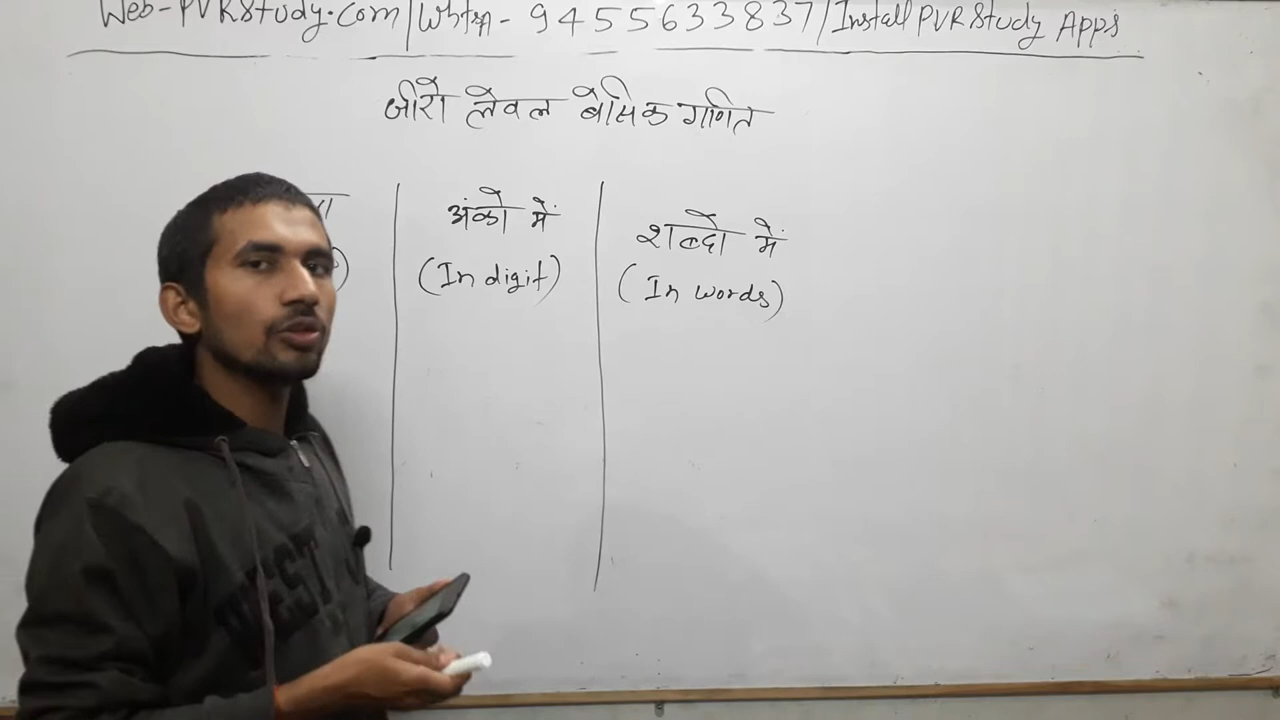 Web-PVRStudy.Com/Whtsp-9455633837/Install PVR Study Apps
जीरो लेवल बेसिक गणित
अंको में
(In digit)
शब्दो में
(In words)